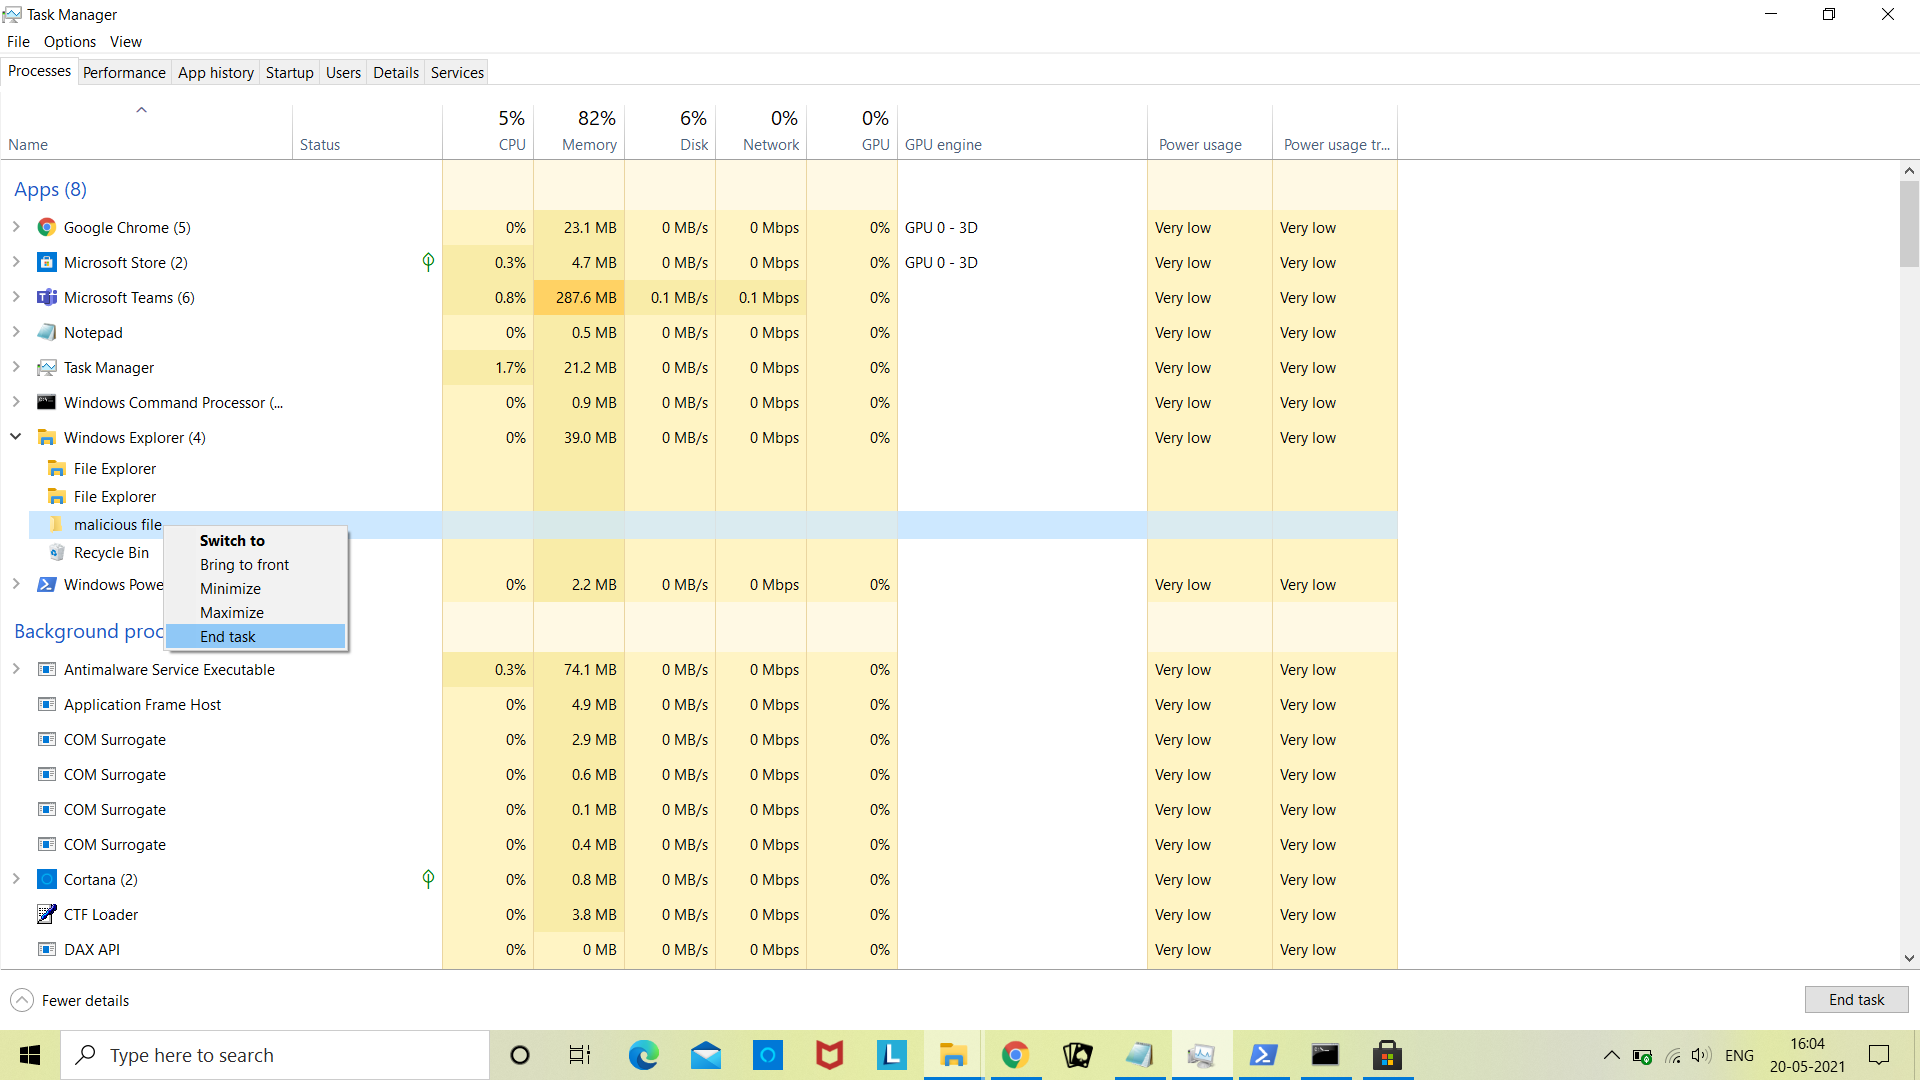 Task Manager
File Options View
Processes Performance App history Startup Users Details Services
5% 82% 6% 0% 0%
Name Status CPU Memory Disk Network GPU GPU engine Power usage Power usage tr...
Apps (8)
Google Chrome (5) 0% 23.1 MB 0 MB/s 0 Mbps 0% GPU 0 - 3D Very low Very low
Microsoft Store (2) 0.3% 4.7 MB 0 MB/s 0 Mbps 0% GPU 0 - 3D Very low Very low
Microsoft Teams (6) 0.8% 287.6 MB 0.1 MB/s 0.1 Mbps 0% Very low Very low
Notepad 0% 0.5 MB 0 MB/s 0 Mbps 0% Very low Very low
Task Manager 1.7% 21.2 MB 0 MB/s 0 Mbps 0% Very low Very low
Windows Command Processor (... 0% 0.9 MB 0 MB/s 0 Mbps 0% Very low Very low
Windows Explorer (4) 0% 39.0 MB 0 MB/s 0 Mbps 0% Very low Very low
File Explorer
File Explorer
malicious file
Switch to
Recycle Bin
Bring to front
Windows Powe 0% 2.2 MB 0 MB/s 0 Mbps 0% Very low Very low
Minimize
Maximize
Background proc
End task
Antimalware Service Executable 0.3% 74.1 MB 0 MB/s 0 Mbps 0% Very low Very low
Application Frame Host 0% 4.9 MB 0 MB/s 0 Mbps 0% Very low Very low
COM Surrogate 0% 2.9 MB 0 MB/s 0 Mbps 0% Very low Very low
COM Surrogate 0% 0.6 MB 0 MB/s 0 Mbps 0% Very low Very low
COM Surrogate 0% 0.1 MB 0 MB/s 0 Mbps 0% Very low Very low
COM Surrogate 0% 0.4 MB 0 MB/s 0 Mbps 0% Very low Very low
Cortana (2) 0% 0.8 MB 0 MB/s 0 Mbps 0% Very low Very low
CTF Loader 0% 3.8 MB 0 MB/s 0 Mbps 0% Very low Very low
DAX API 0% 0 MB 0 MB/s 0 Mbps 0% Very low Very low
Fewer details End task
Type here to search L ENG 16:04
20-05-2021